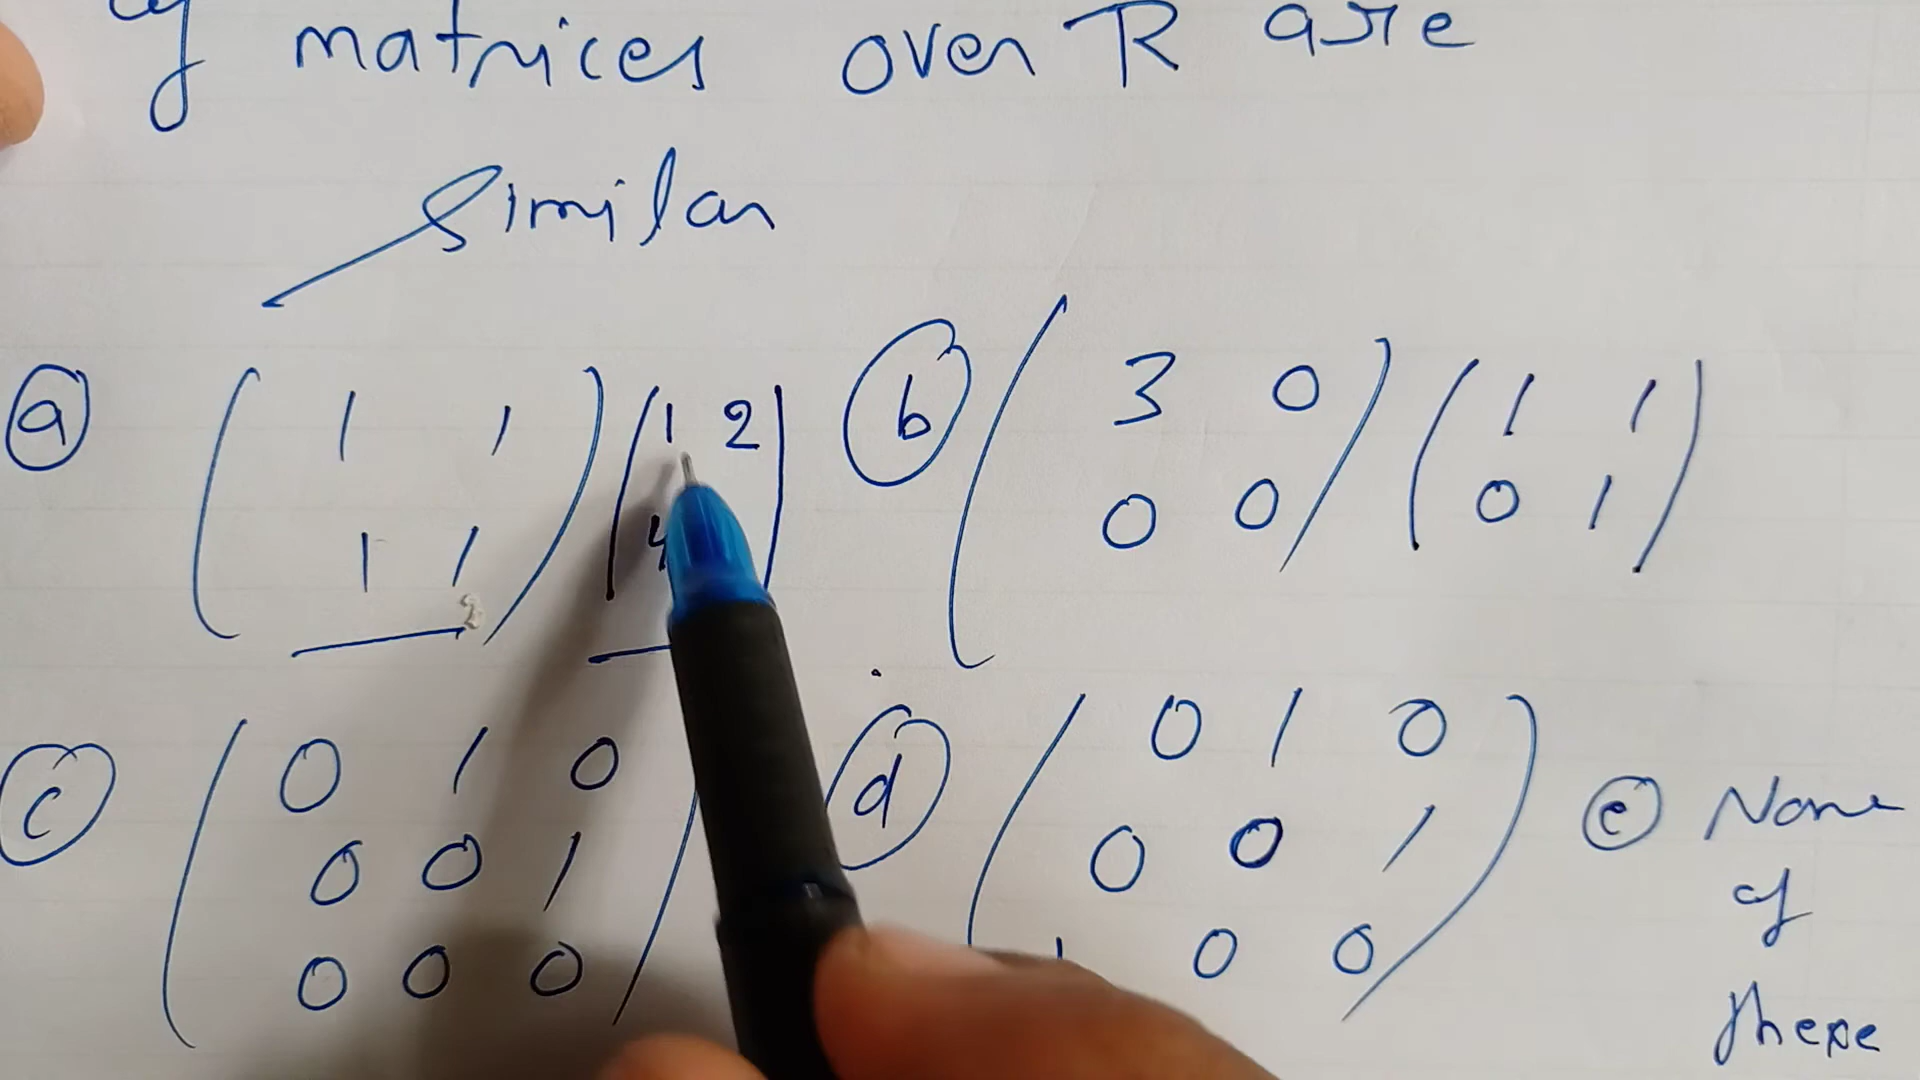 of matrices over R are
similar
(a) ( 1 1 ) ( 1 2 ) (b) ( 3 0 ) ( 1 1 )
1 1 4 0 0 0 1
(c) ( 0 1 0 ) (d) ( 0 1 0 ) (e) None
0 0 1 0 0 1 of
0 0 0 1 0 0 these